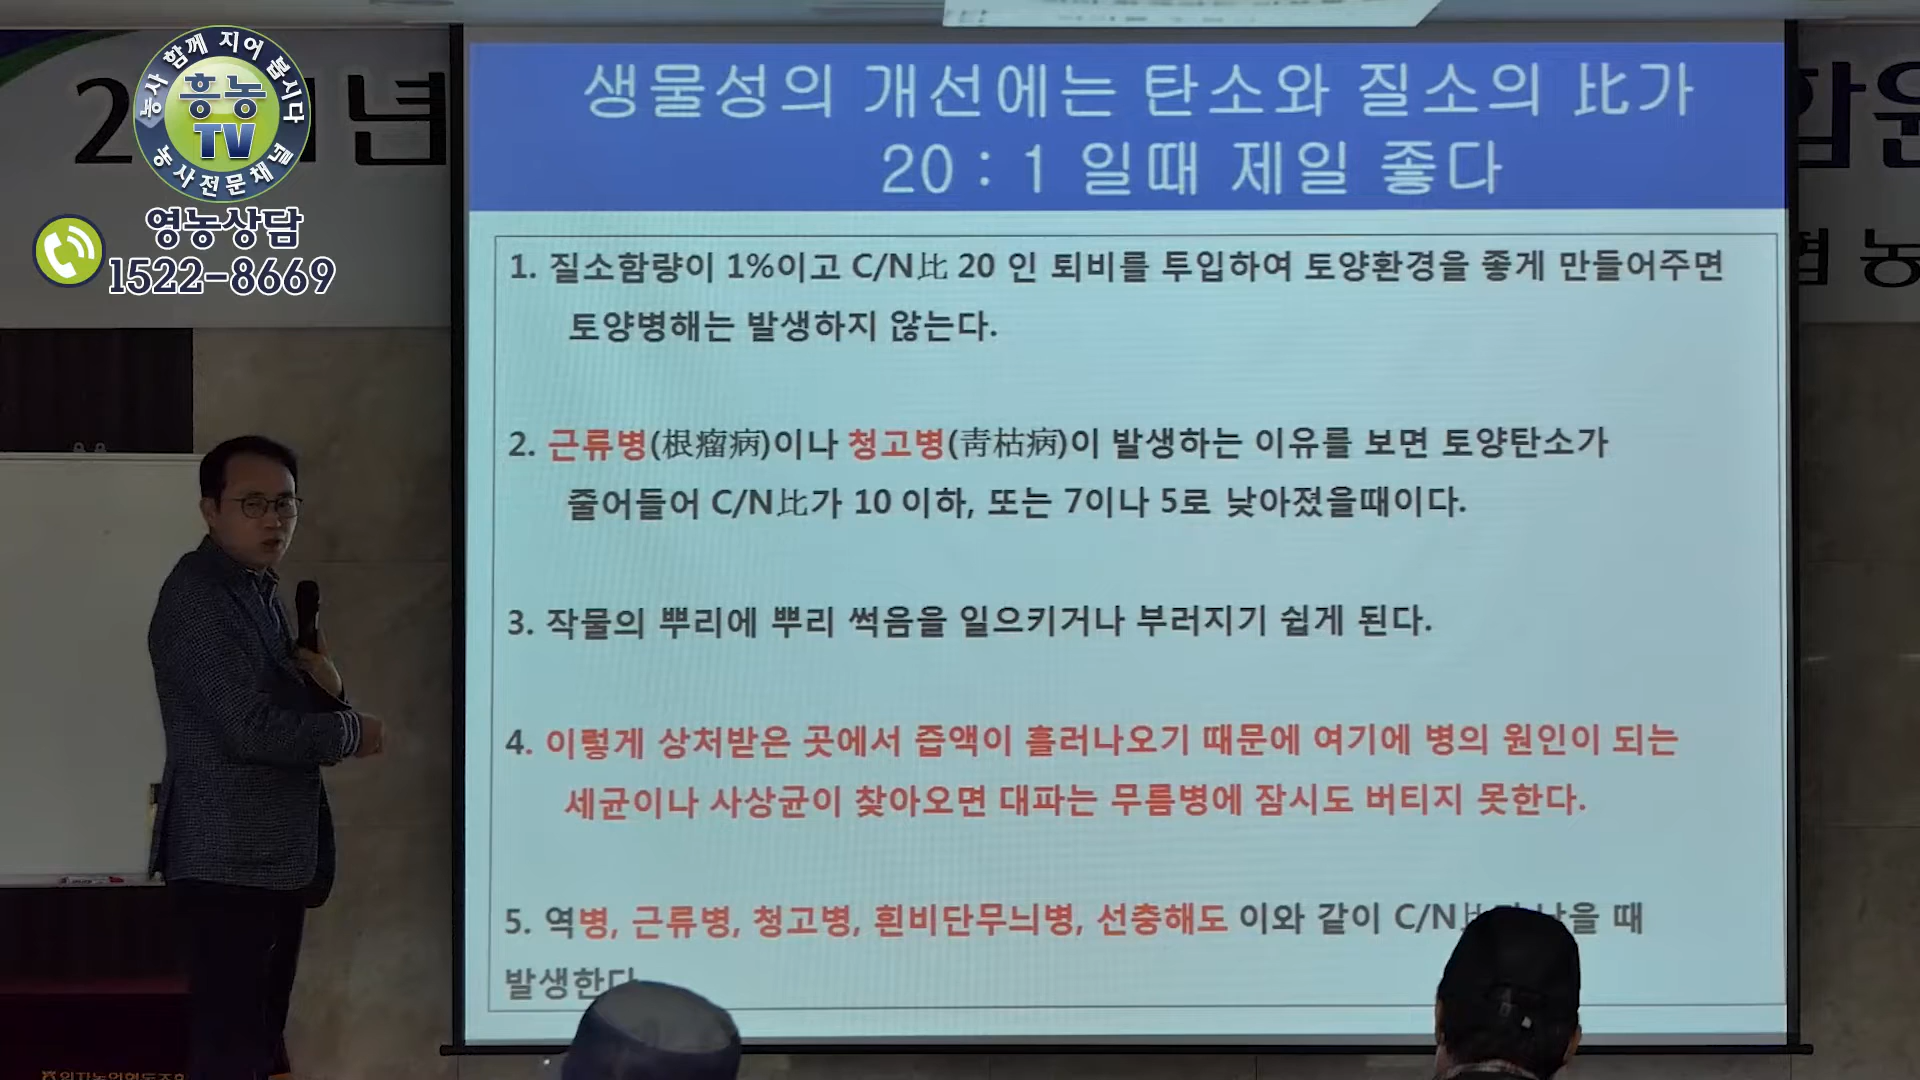 농사 함께 지어 봅시다
흥농
TV
농사전문채널
영농상담
1522-8669
생물성의 개선에는 탄소와 질소의 比가
20 : 1 일때 제일 좋다
1. 질소함량이 1%이고 C/N比 20 인 퇴비를 투입하여 토양환경을 좋게 만들어주면
토양병해는 발생하지 않는다.
2. 근류병(根瘤病)이나 청고병(靑枯病)이 발생하는 이유를 보면 토양탄소가
줄어들어 C/N比가 10 이하, 또는 7이나 5로 낮아졌을때이다.
3. 작물의 뿌리에 뿌리 썩음을 일으키거나 부러지기 쉽게 된다.
4. 이렇게 상처받은 곳에서 즙액이 흘러나오기 때문에 여기에 병의 원인이 되는
세균이나 사상균이 찾아오면 대파는 무름병에 잠시도 버티지 못한다.
5. 역병, 근류병, 청고병, 흰비단무늬병, 선충해도 이와 같이 C/N比 때
발생한다